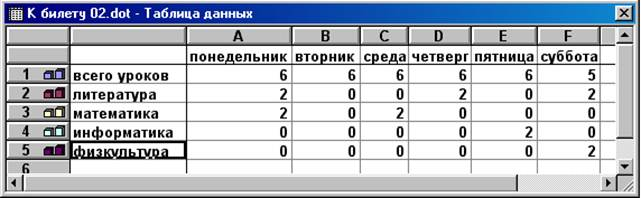 К билету 02.dot - Таблица данных
A B C D E F
понедельник вторник среда четверг пятница суббота
1 всего уроков 6 6 6 6 6 5
2 литература 2 0 0 2 0 2
3 математика 2 0 2 0 0 0
4 информатика 0 0 0 0 2 0
5 физкультура 0 0 0 0 0 2
6